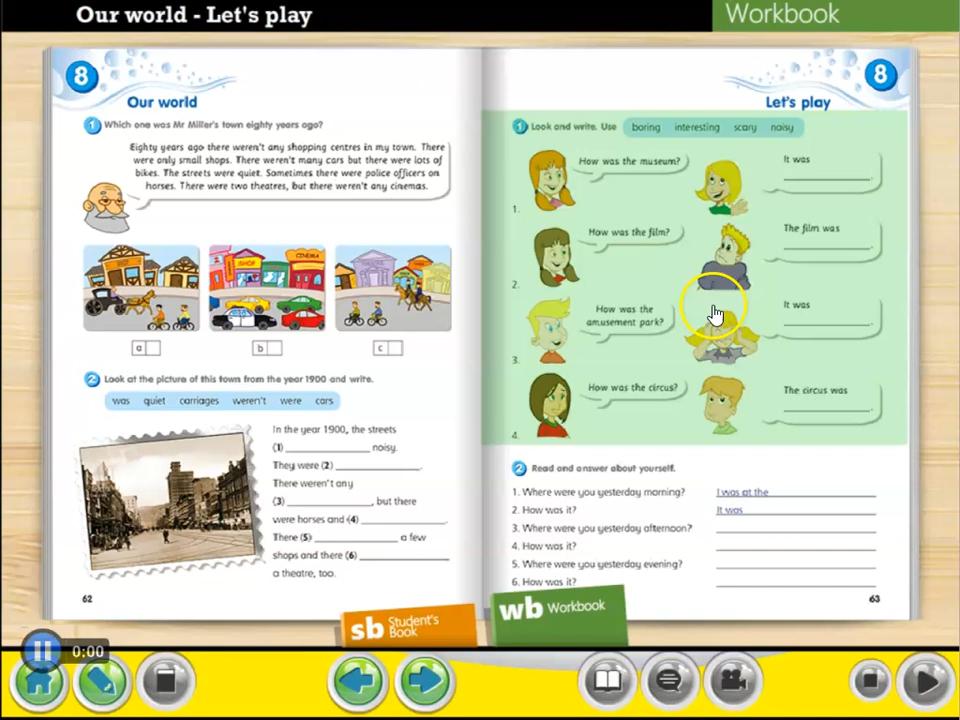 Our world - Let's play
Workbook
8
Our world
1 Which one was Mr Miller's town eighty years ago?
Eighty years ago there weren't any shopping centres in my town. There
were only small shops. There weren't many cars but there were lots of
bikes. The streets were quiet. Sometimes there were police officers on
horses. There were two theatres, but there weren't any cinemas.
SHOP
CINEMA
a
b
c
2 Look at the picture of this town from the year 1900 and write.
was quiet carriages weren't were cars
In the year 1900, the streets
(1) ________________ noisy.
They were (2) ________________.
There weren't any
(3) ________________, but there
were horses and (4) ________________.
There (5) ________________ a few
shops and there (6) ________________
a theatre, too.
62
8
Let's play
1 Look and write. Use boring interesting scary noisy
How was the museum?
It was
________________.
1.
How was the film?
The film was
________________.
2.
How was the
amusement park?
It was
________________.
3.
How was the circus?
The circus was
________________.
4.
2 Read and answer about yourself.
1. Where were you yesterday morning? I was at the
2. How was it? It was
3. Where were you yesterday afternoon?
4. How was it?
5. Where were you yesterday evening?
6. How was it?
63
sb Student's
Book
wb Workbook
0:00